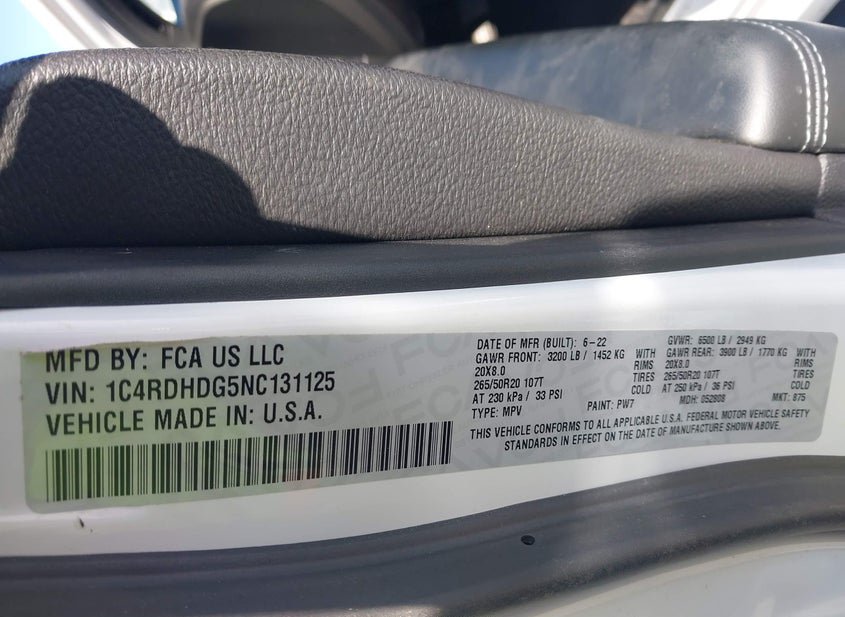 MFD BY: FCA US LLC
VIN: 1C4RDHDG5NC131125
VEHICLE MADE IN: U.S.A.
DATE OF MFR (BUILT): 6-22 GVWR: 6500 LB / 2949 KG
GAWR FRONT: 3200 LB / 1452 KG WITH GAWR REAR: 3900 LB / 1770 KG WITH
20X8.0 RIMS 20X8.0 RIMS
265/50R20 107T TIRES 265/50R20 107T TIRES
AT 230 kPa / 33 PSI AT 250 kPa / 36 PSI
TYPE: MPV PAINT: PW7 MDH: 052808 MKT: 875
THIS VEHICLE CONFORMS TO ALL APPLICABLE U.S.A. FEDERAL MOTOR VEHICLE SAFETY
STANDARDS IN EFFECT ON THE DATE OF MANUFACTURE SHOWN ABOVE.